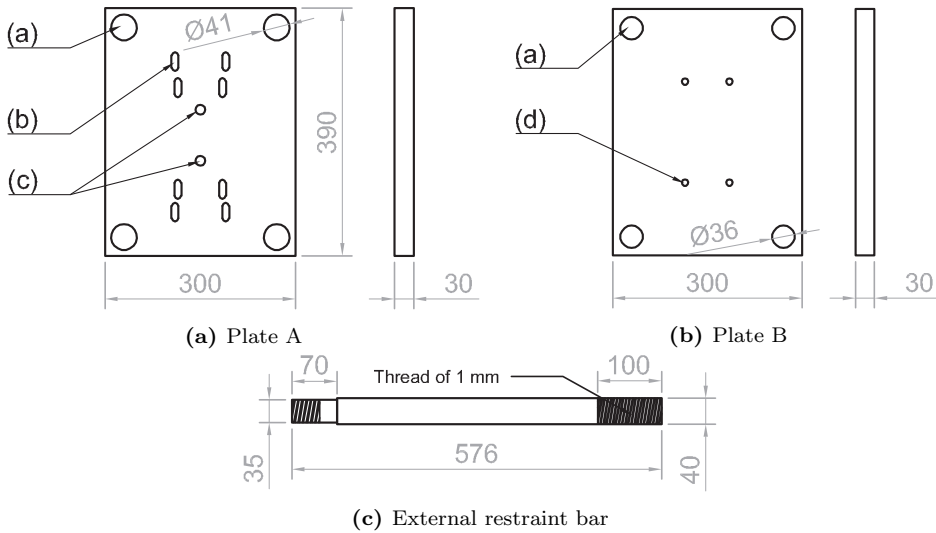 (a)
Ø41
(b)
(c)
390
300
30
(a) Plate A
(a)
(d)
Ø36
300
30
(b) Plate B
70
Thread of 1 mm
100
35
576
40
(c) External restraint bar